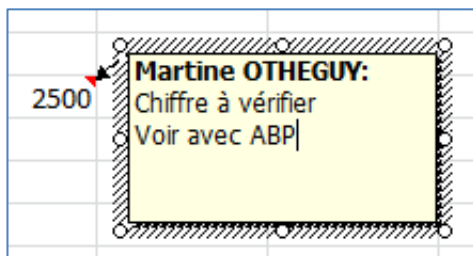 Martine OTHEGUY:
2500
Chiffre à vérifier
Voir avec ABP